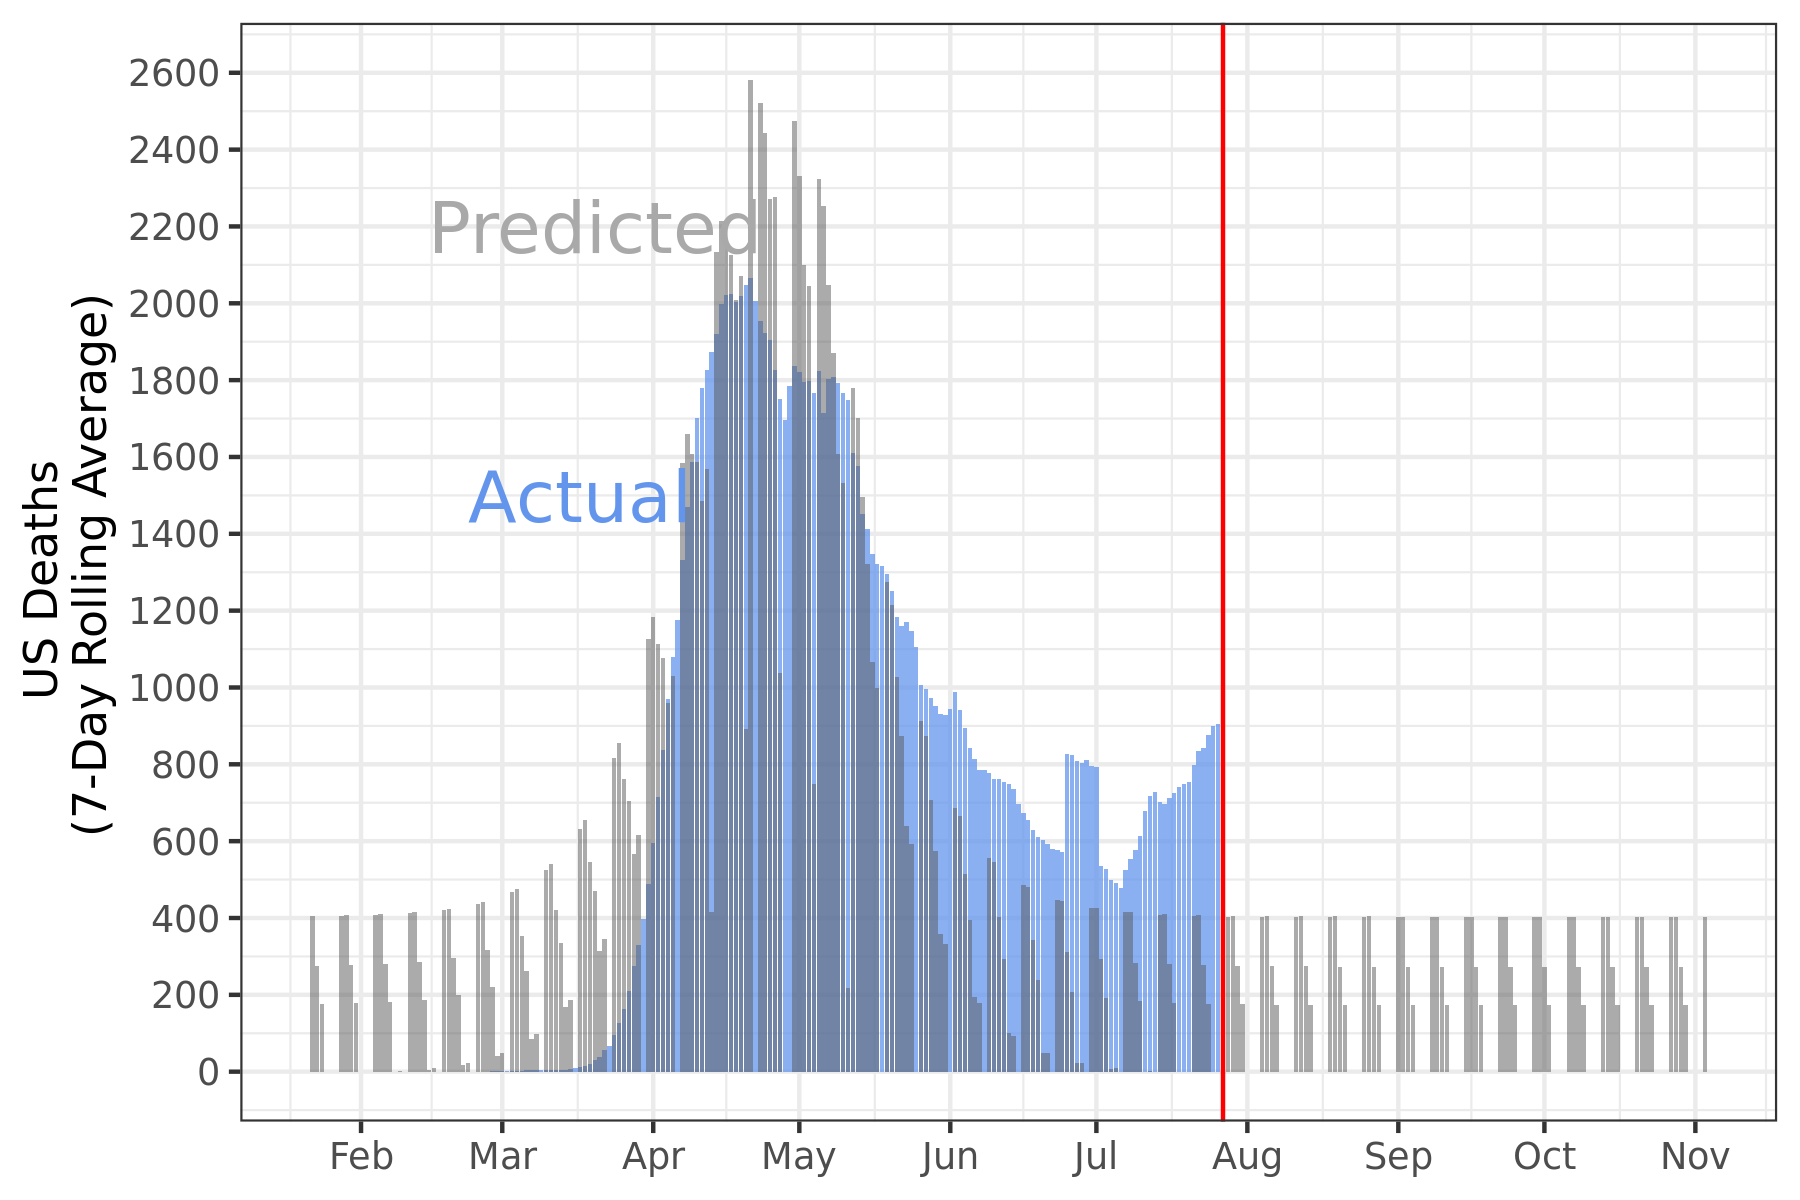 US Deaths
(7-Day Rolling Average)
2600
2400
2200
2000
1800
1600
1400
1200
1000
800
600
400
200
0
Predicted
Actual
Feb Mar Apr May Jun Jul Aug Sep Oct Nov